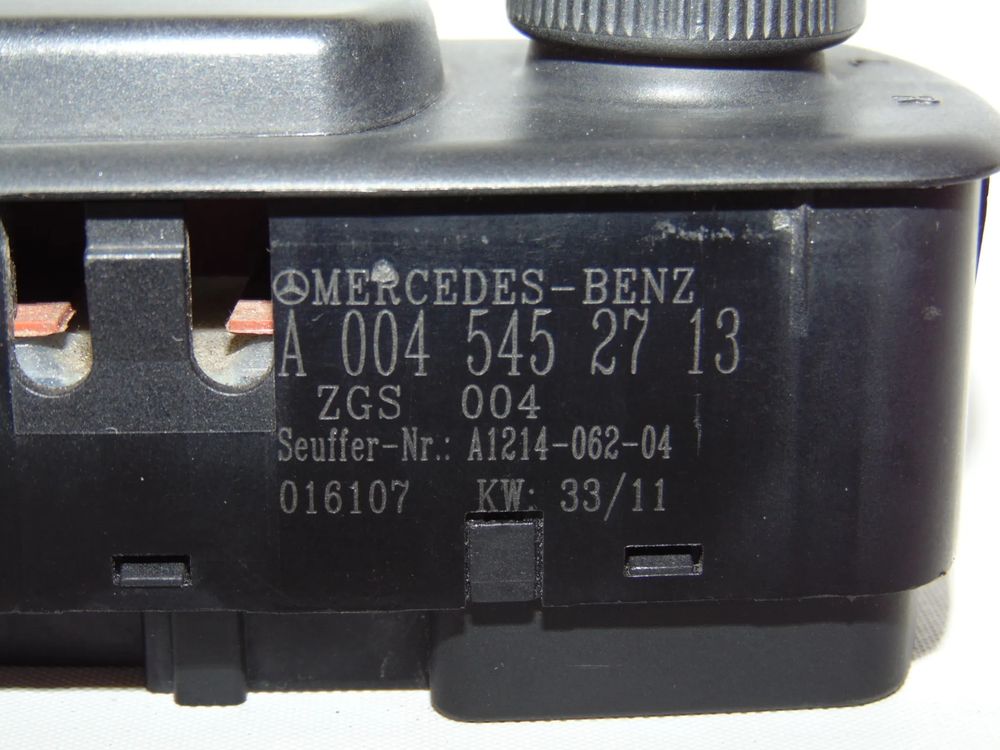 MERCEDES-BENZ
A 004 545 27 13
ZGS 004
Seuffer-Nr.: A1214-062-04
016107 KW: 33/11